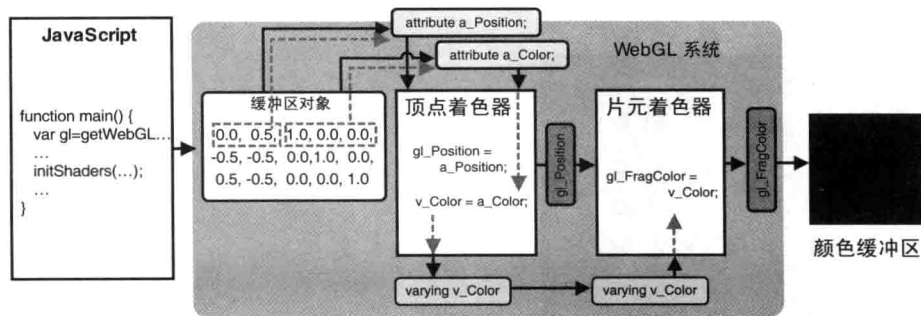 JavaScript
function main() {
var gl=getWebGL…
…
initShaders(…);
…
}
attribute a_Position;
attribute a_Color;
WebGL 系统
缓冲区对象
0.0, 0.5, 1.0, 0.0, 0.0,
-0.5, -0.5, 0.0,1.0, 0.0,
0.5, -0.5, 0.0, 0.0, 1.0
顶点着色器
gl_Position =
a_Position;
v_Color = a_Color;
gl_Position
片元着色器
gl_FragColor =
v_Color;
gl_FragColor
varying v_Color
varying v_Color
颜色缓冲区